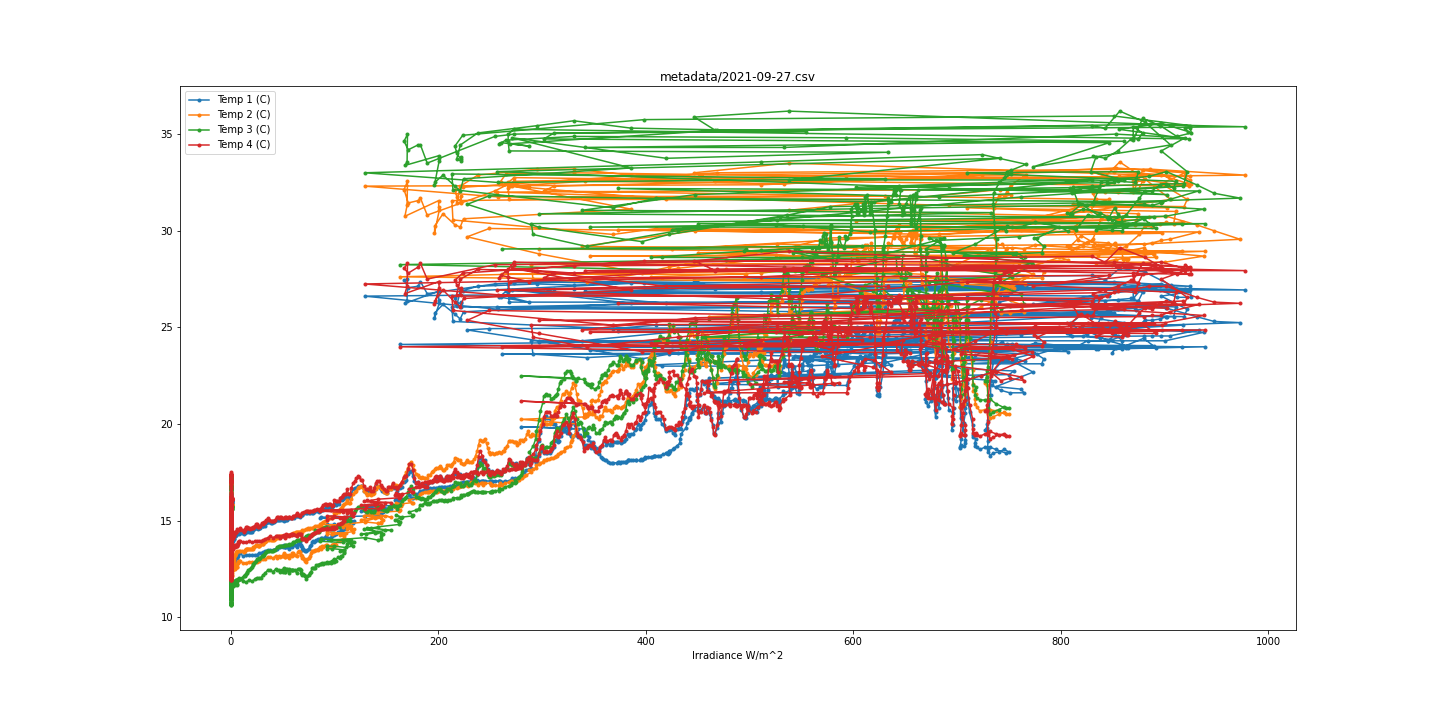 metadata/2021-09-27.csv
Temp 1 (C)
Temp 2 (C)
Temp 3 (C)
Temp 4 (C)
35
30
25
20
15
10
0 200 400 600 800 1000
Irradiance W/m^2